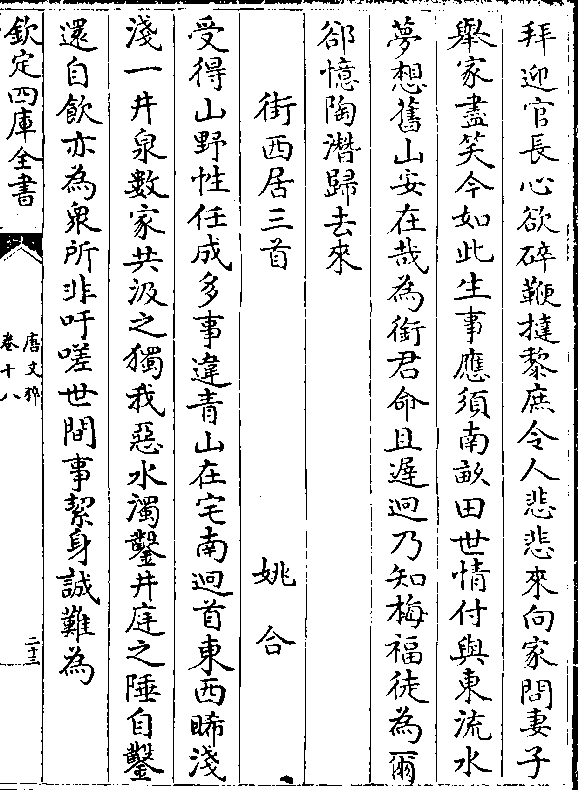 拜迎官長心欲碎鞭撻黎庶令人悲悲來向家問妻子
舉家盡笑今如此生事應須南畝田世情付與東流水
夢想舊山安在哉為銜君命且遲迴乃知梅福徒為爾
郤憶陶潛歸去來
街西居三首 姚合
受得山野性任成多事違青山在宅南迴首東西晞淺
淺一井泉數家共汲之獨我惡水濁鑿井庭之陲自鑿
還自飲亦為衆所非吁嗟世間事潔身誠難為
欽定四庫全書
唐文粹
卷十八
二十三